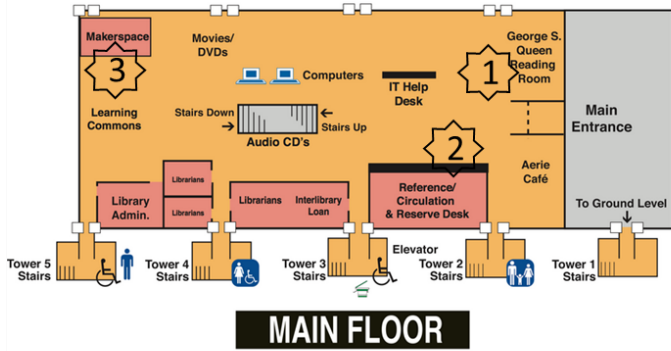 Makerspace
3
Movies/
DVDs
1
George S.
Queen
Reading
Room
Computers
IT Help
Desk
Learning
Commons
Stairs Down
Stairs Up
Audio CD's
Main
Entrance
2
Aerie
Café
Librarians
Librarians
Library
Admin.
Librarians
Interlibrary
Loan
Reference/
Circulation
& Reserve Desk
To Ground Level
Elevator
Tower 5
Stairs
Tower 4
Stairs
Tower 3
Stairs
Tower 2
Stairs
Tower 1
Stairs
MAIN FLOOR